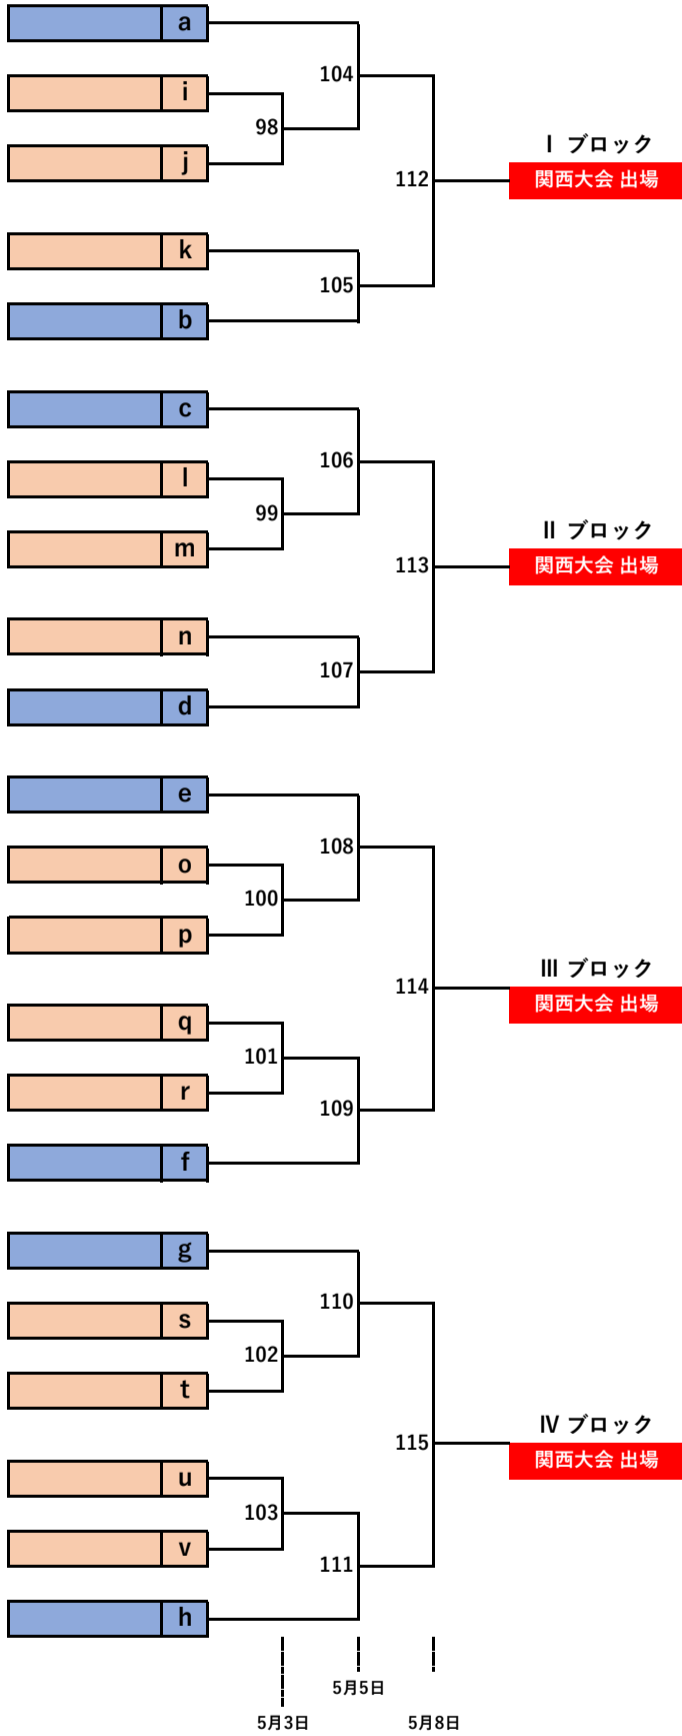 a
104
i
98
j
Ⅰ ブロック
関西大会 出場
112
k
105
b
c
106
l
99
m
Ⅱ ブロック
関西大会 出場
113
n
107
d
e
108
o
100
p
Ⅲ ブロック
関西大会 出場
114
q
101
r
109
f
g
110
s
102
t
Ⅳ ブロック
関西大会 出場
115
u
103
v
111
h
5月5日
5月3日
5月8日